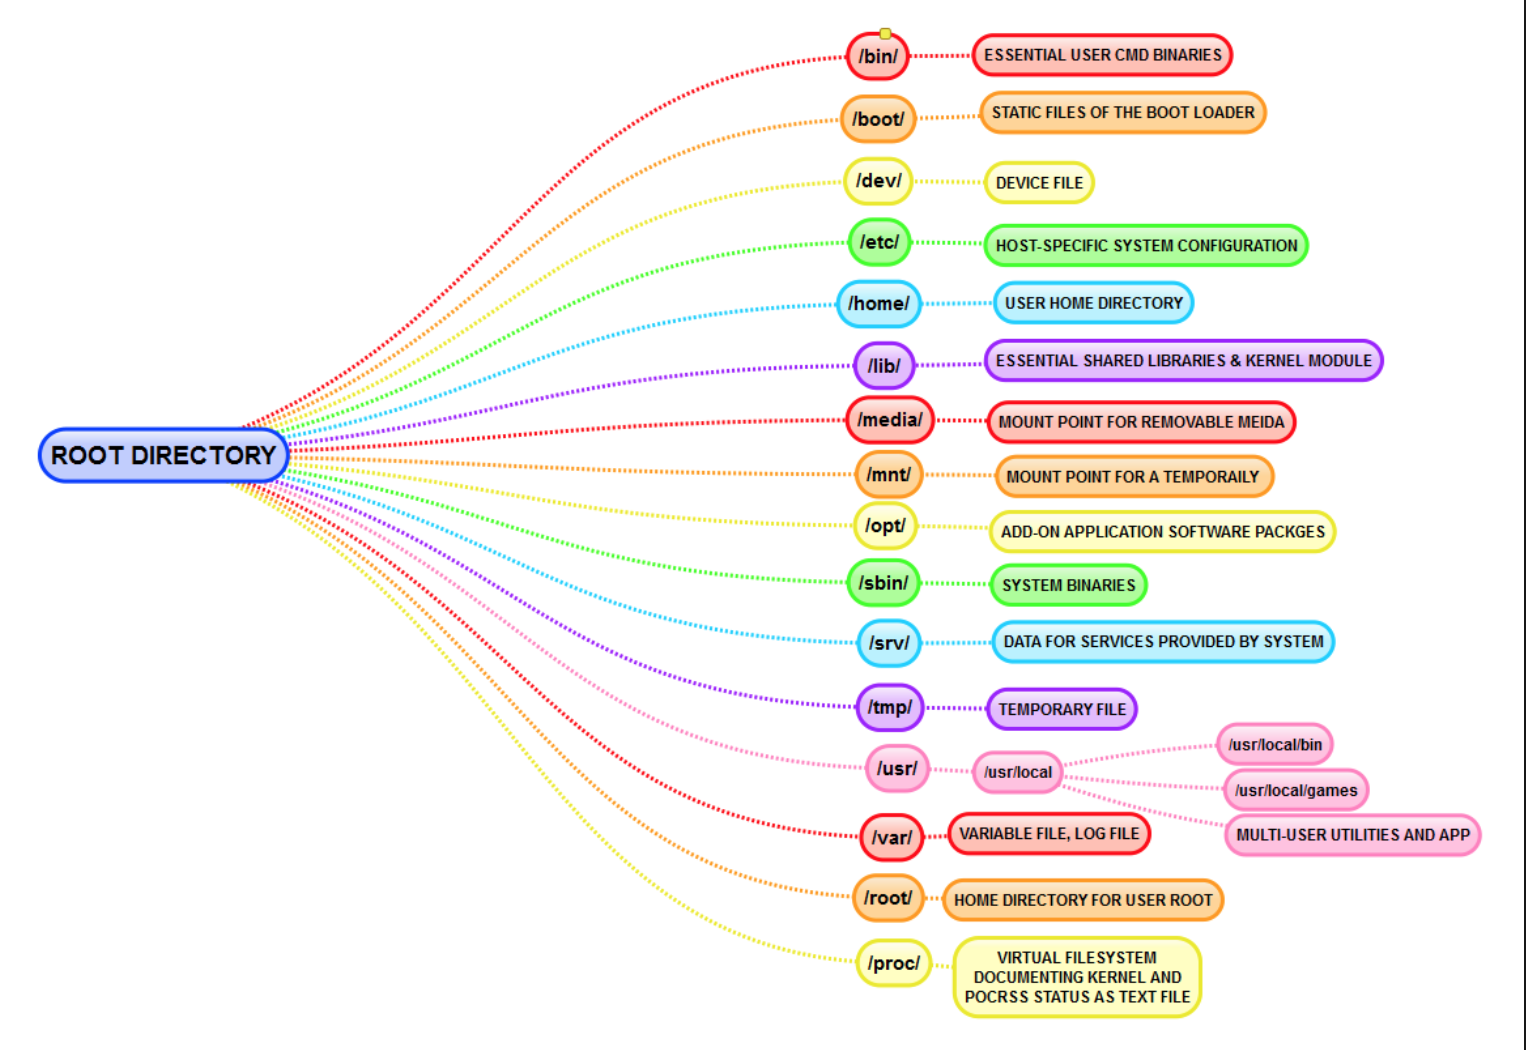 ROOT DIRECTORY
/bin/
ESSENTIAL USER CMD BINARIES
/boot/
STATIC FILES OF THE BOOT LOADER
/dev/
DEVICE FILE
/etc/
HOST-SPECIFIC SYSTEM CONFIGURATION
/home/
USER HOME DIRECTORY
/lib/
ESSENTIAL SHARED LIBRARIES & KERNEL MODULE
/media/
MOUNT POINT FOR REMOVABLE MEIDA
/mnt/
MOUNT POINT FOR A TEMPORAILY
/opt/
ADD-ON APPLICATION SOFTWARE PACKGES
/sbin/
SYSTEM BINARIES
/srv/
DATA FOR SERVICES PROVIDED BY SYSTEM
/tmp/
TEMPORARY FILE
/usr/
/usr/local
/usr/local/bin
/usr/local/games
MULTI-USER UTILITIES AND APP
/var/
VARIABLE FILE, LOG FILE
/root/
HOME DIRECTORY FOR USER ROOT
/proc/
VIRTUAL FILESYSTEM
DOCUMENTING KERNEL AND
POCRSS STATUS AS TEXT FILE